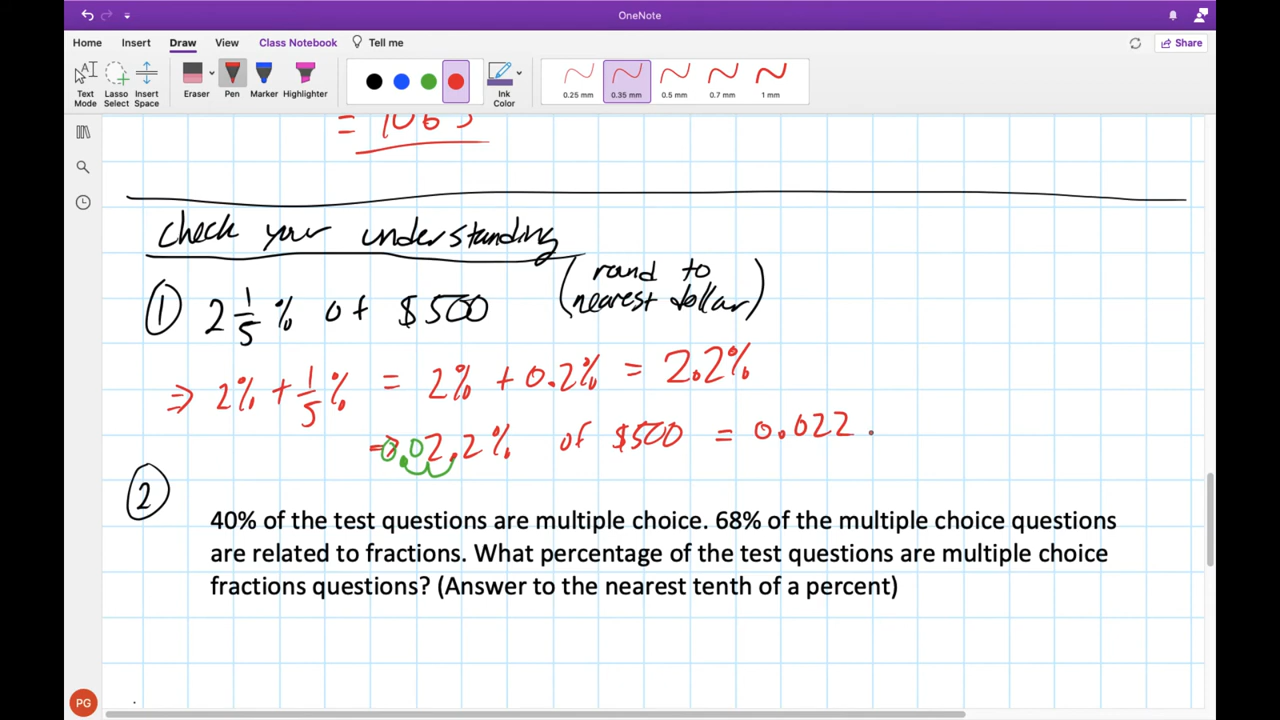 OneNote
Home Insert Draw View Class Notebook Tell me Share
Text Mode
Lasso Select
Insert Space
Eraser Pen Marker Highlighter
Ink Color
0.25 mm 0.35 mm 0.5 mm 0.7 mm 1 mm
= 1065
Check your understanding
(round to nearest dollar)
① 2 1/5 % of $500
⇒ 2% + 1/5 % = 2% + 0.2% = 2.2%
⇒ 0.02.2% of $500 = 0.022 .
②
40% of the test questions are multiple choice. 68% of the multiple choice questions
are related to fractions. What percentage of the test questions are multiple choice
fractions questions? (Answer to the nearest tenth of a percent)
PG